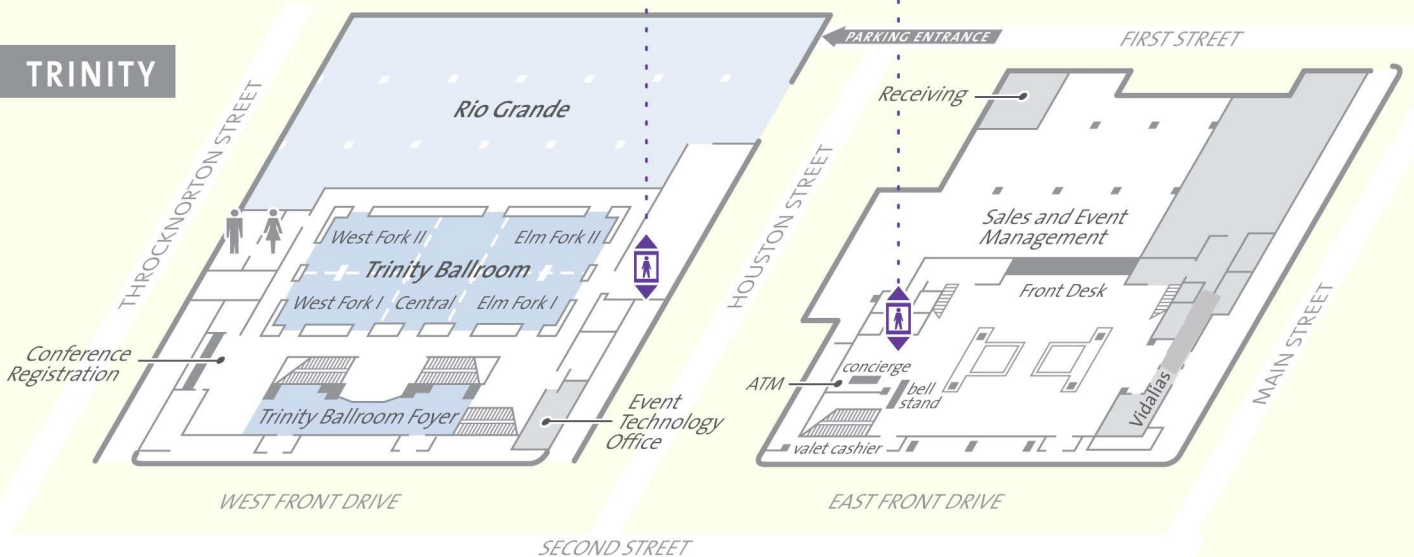 TRINITY
PARKING ENTRANCE
FIRST STREET
THROCKNORTON STREET
Rio Grande
HOUSTON STREET
Receiving
West Fork II
Elm Fork II
Trinity Ballroom
West Fork I
Central
Elm Fork I
Sales and Event
Management
Front Desk
MAIN STREET
Conference
Registration
Trinity Ballroom Foyer
Event
Technology
Office
concierge
ATM
bell
stand
Vidalias
valet cashier
WEST FRONT DRIVE
EAST FRONT DRIVE
SECOND STREET